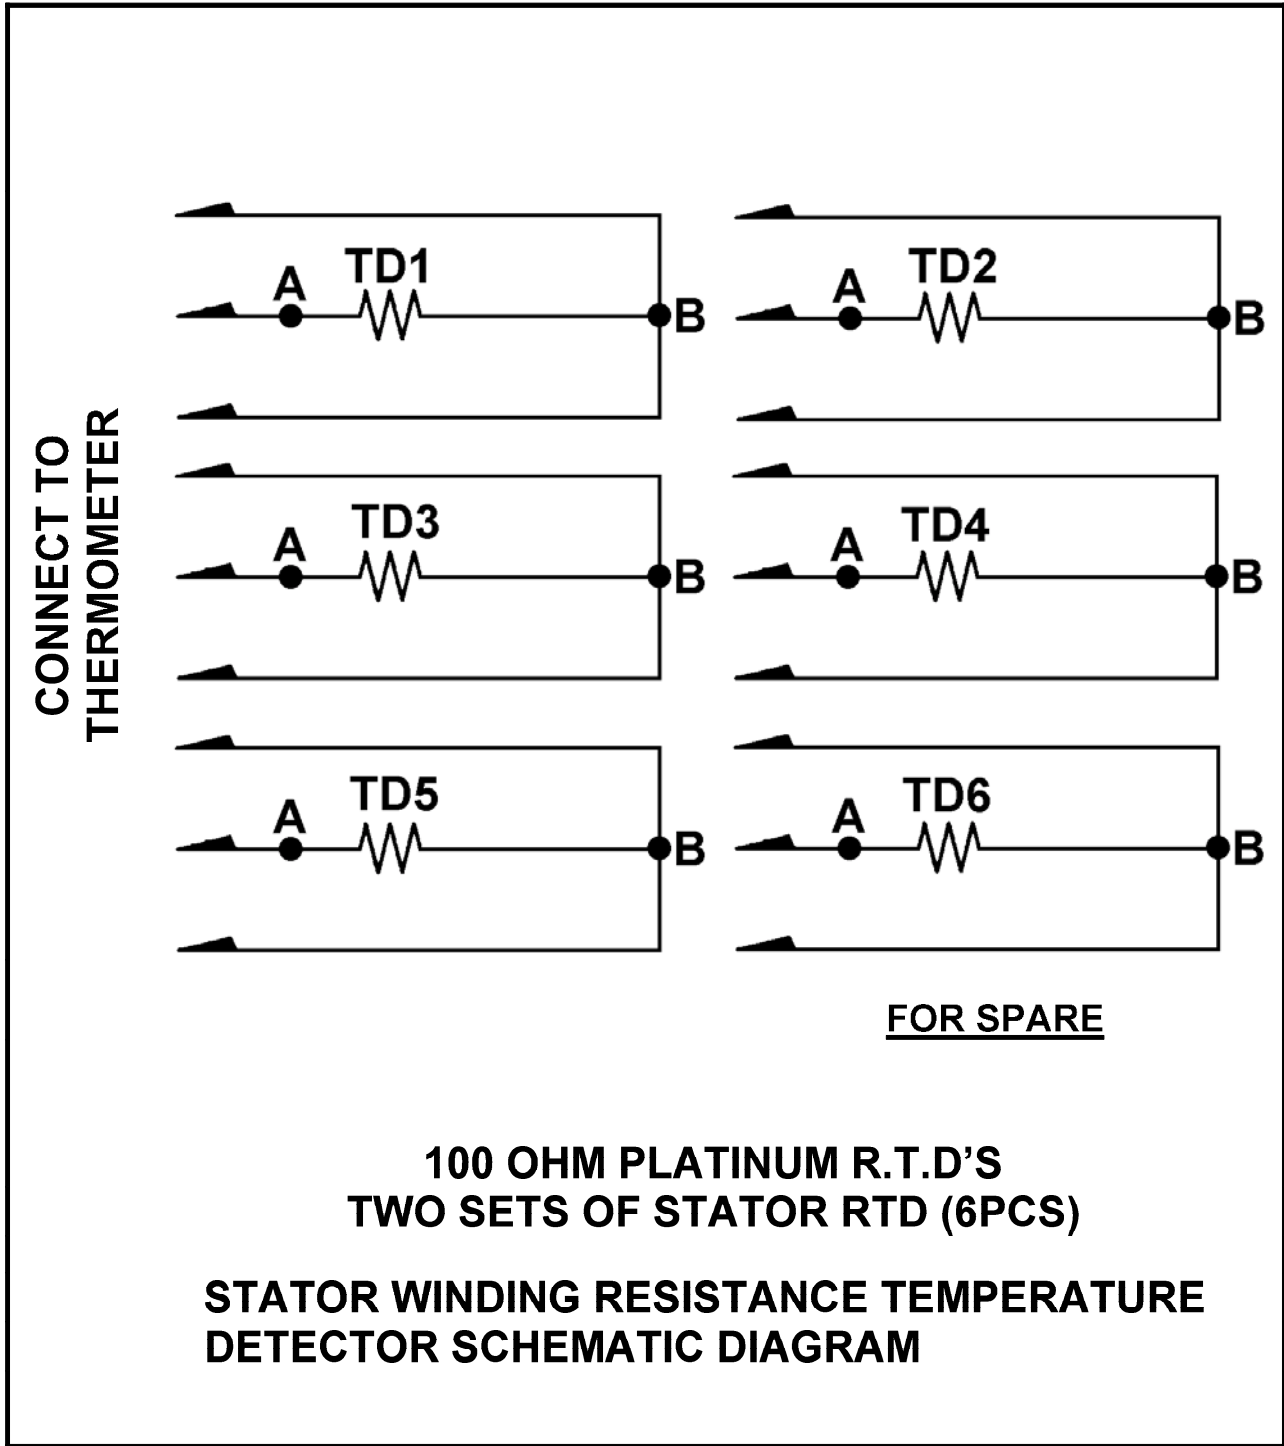 A TD1 B
A TD2 B
A TD3 B
A TD4 B
A TD5 B
A TD6 B
CONNECT TO
THERMOMETER
FOR SPARE
100 OHM PLATINUM R.T.D’S
TWO SETS OF STATOR RTD (6PCS)
STATOR WINDING RESISTANCE TEMPERATURE
DETECTOR SCHEMATIC DIAGRAM